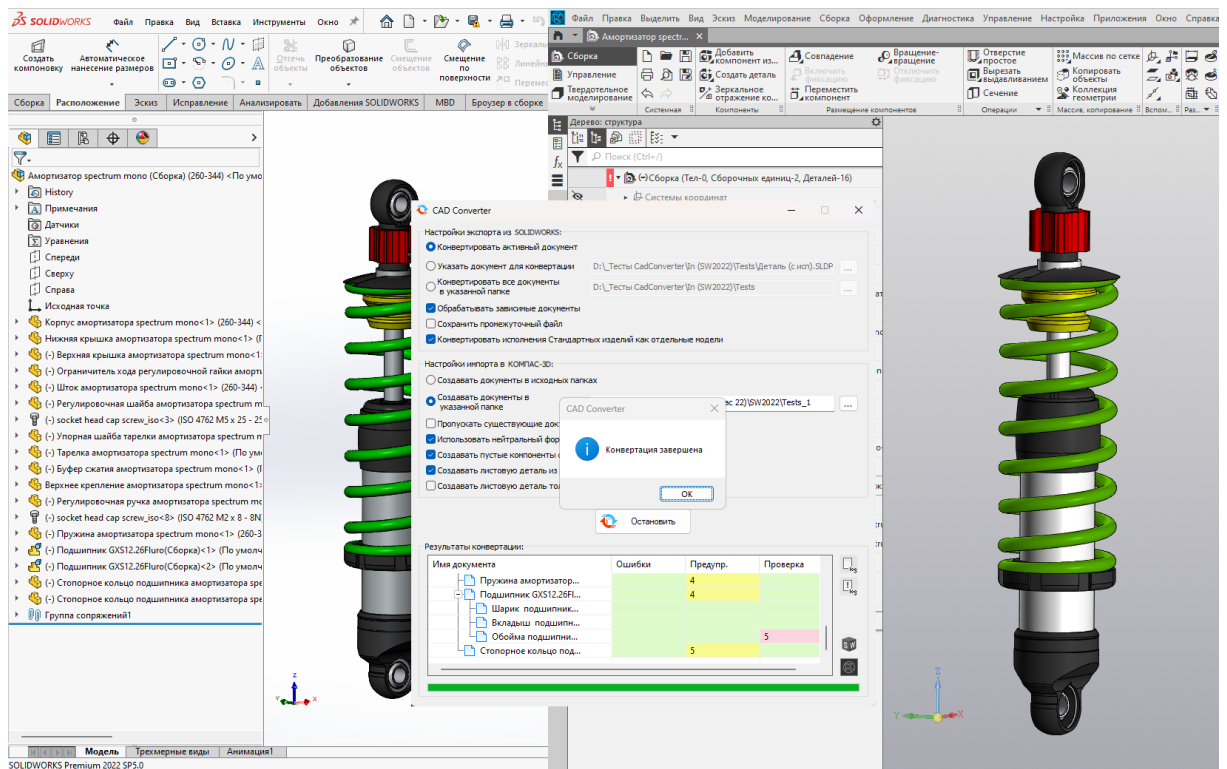 SOLIDWORKS
Файл Правка Вид Вставка Инструменты Окно
Создать компоновку
Автоматическое нанесение размеров
Отсечь объекты
Преобразование объектов
Смещение объектов
Смещение по поверхности
Зеркаль
Линейн
Переме
Сборка Расположение Эскиз Исправление Анализировать Добавления SOLIDWORKS MBD Броузер в сборке
Амортизатор spectrum mono (Сборка) (260-344) <По умо
History
Примечания
Датчики
Уравнения
Спереди
Сверху
Справа
Исходная точка
Корпус амортизатора spectrum mono<1> (260-344) <
Нижняя крышка амортизатора spectrum mono<1> (П
(-) Верхняя крышка амортизатора spectrum mono<1:
(-) Ограничитель хода регулировочной гайки аморт
(-) Шток амортизатора spectrum mono<1> (260-344) 
(-) Регулировочная шайба амортизатора spectrum m
(-) socket head cap screw_iso<3> (ISO 4762 M5 x 25 - 25
(-) Упорная шайба тарелки амортизатора spectrum m
(-) Тарелка амортизатора spectrum mono<1> (По умо
(-) Буфер сжатия амортизатора spectrum mono<1> (П
Верхнее крепление амортизатора spectrum mono<1:
(-) Регулировочная ручка амортизатора spectrum mo
(-) socket head cap screw_iso<8> (ISO 4762 M2 x 8 - 8N
(-) Пружина амортизатора spectrum mono<1> (260-3
(-) Подшипник GXS12.26Fluro(Сборка)<1> (По умолч
(-) Подшипник GXS12.26Fluro(Сборка)<2> (По умолч
(-) Стопорное кольцо подшипника амортизатора spe
(-) Стопорное кольцо подшипника амортизатора spe
Группа сопряжений1
Модель Трехмерные виды Анимация1
SOLIDWORKS Premium 2022 SP5.0
Z
Y
X
Файл Правка Выделить Вид Эскиз Моделирование Сборка Оформление Диагностика Управление Настройка Приложения Окно Справка
Амортизатор spectr... ×
Сборка
Управление
Твердотельное моделирование
Системная
Добавить компонент из...
Создать деталь
Зеркальное отражение ко...
Компоненты
Совпадение
Включить фиксацию
Переместить компонент
Вращение-вращение
Отключить фиксацию
Размещение компонентов
Отверстие простое
Вырезать выдавливанием
Сечение
Операции
Массив по сетке
Копировать объекты
Коллекция геометрии
Массив, копирование
Вспом...
Раз...
Дерево: структура
Поиск (Ctrl+/)
(-)Сборка (Тел-0, Сборочных единиц-2, Деталей-16)
Системы координат
CAD Converter
Настройки экспорта из SOLIDWORKS:
Конвертировать активный документ
Указать документ для конвертации D:\_Тесты CadConverter\In (SW2022)\Tests\Деталь (с исп).SLDP ...
Конвертировать все документы в указанной папке D:\_Тесты CadConverter\In (SW2022)\Tests ...
Обрабатывать зависимые документы
Сохранить промежуточный файл
Конвертировать исполнения Стандартных изделий как отдельные модели
Настройки импорта в КОМПАС-3D:
Создавать документы в исходных папках
Создавать документы в указанной папке ас 22)\SW2022\Tests_1 ...
Пропускать существующие док
Использовать нейтральный фор
Создавать пустые компоненты
Создавать листовую деталь из
Создавать листовую деталь тол
CAD Converter
Конвертация завершена
OK
Остановить
Результаты конвертации:
Имя документа Ошибки Предупр. Проверка
Пружина амортизатор... 4
Подшипник GXS12.26Fl... 4
Шарик подшипник...
Вкладыш подшипн...
Обойма подшипни... 5
Стопорное кольцо под... 5
log
log
S W
Z
Y
X